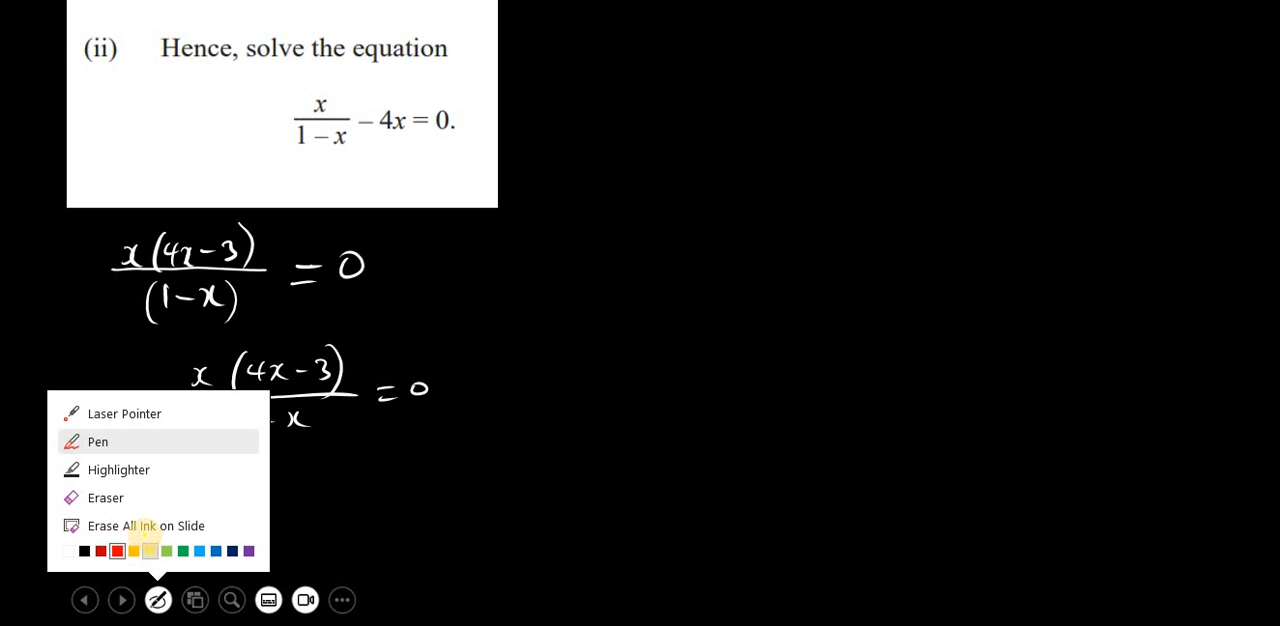 (ii) Hence, solve the equation
x/(1 – x) – 4x = 0.
x(4x-3)/(1-x) = 0
x (4x-3)/- x = 0
Laser Pointer
Pen
Highlighter
Eraser
Erase All Ink on Slide